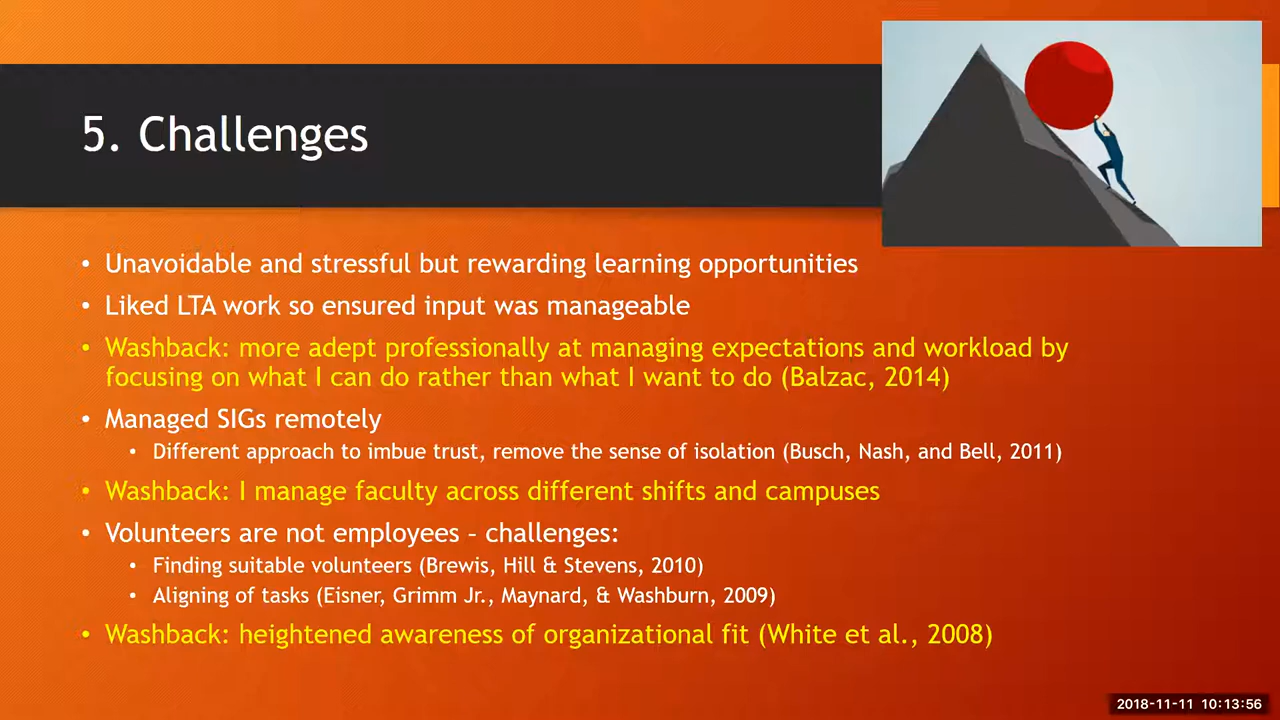 5. Challenges
• Unavoidable and stressful but rewarding learning opportunities
• Liked LTA work so ensured input was manageable
• Washback: more adept professionally at managing expectations and workload by
focusing on what I can do rather than what I want to do (Balzac, 2014)
• Managed SIGs remotely
• Different approach to imbue trust, remove the sense of isolation (Busch, Nash, and Bell, 2011)
• Washback: I manage faculty across different shifts and campuses
• Volunteers are not employees – challenges:
• Finding suitable volunteers (Brewis, Hill & Stevens, 2010)
• Aligning of tasks (Eisner, Grimm Jr., Maynard, & Washburn, 2009)
• Washback: heightened awareness of organizational fit (White et al., 2008)
2018-11-11 10:13:56